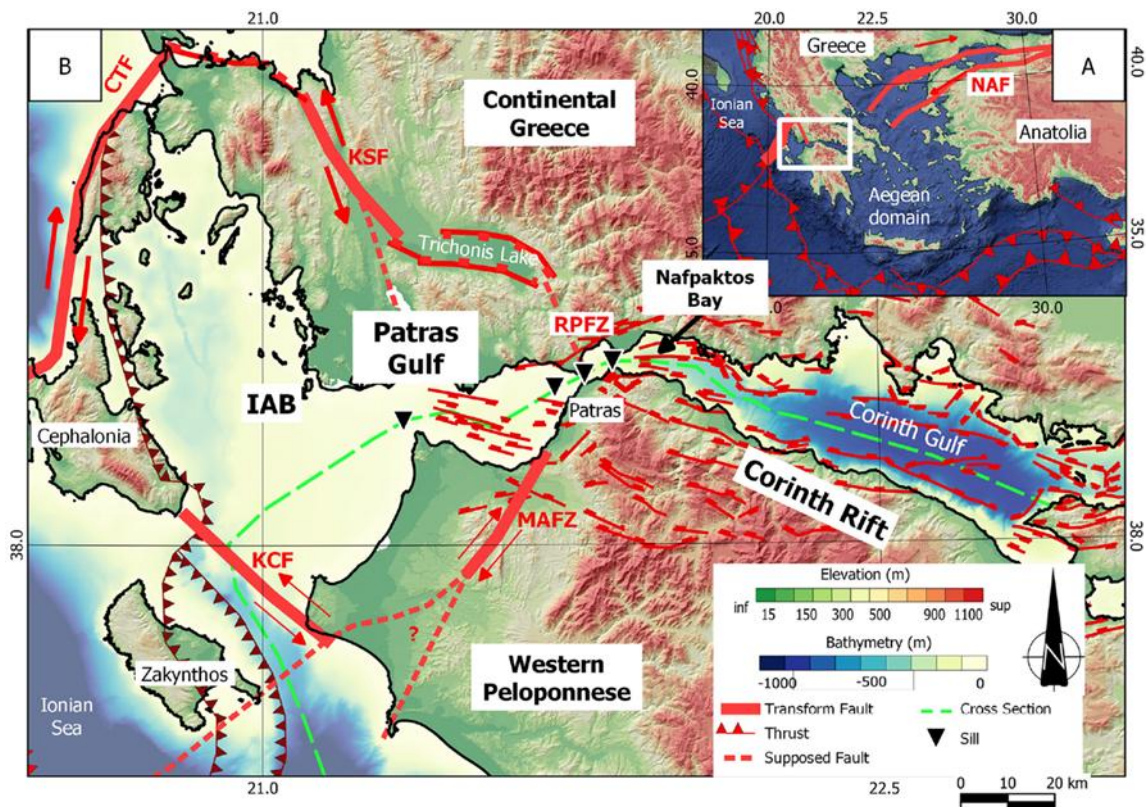 21.0
20.0
22.5
30.0
B
A
Greece
40.0
40.0
NAF
Ionian
Sea
Anatolia
Aegean
domain
35.0
5.0
30.0
CTF
Continental
Greece
KSF
Trichonis Lake
Nafpaktos
Bay
RPFZ
Patras
Gulf
IAB
Patras
Corinth Gulf
Corinth Rift
Cephalonia
38.0
38.0
MAFZ
KCF
?
Zakynthos
Western
Peloponnese
Ionian
Sea
Elevation (m)
inf
sup
15 150 300 500 900 1100
Bathymetry (m)
-1000 -500 0
N
Transform Fault
Cross Section
Thrust
Sill
Supposed Fault
21.0
22.5
0 10 20 km